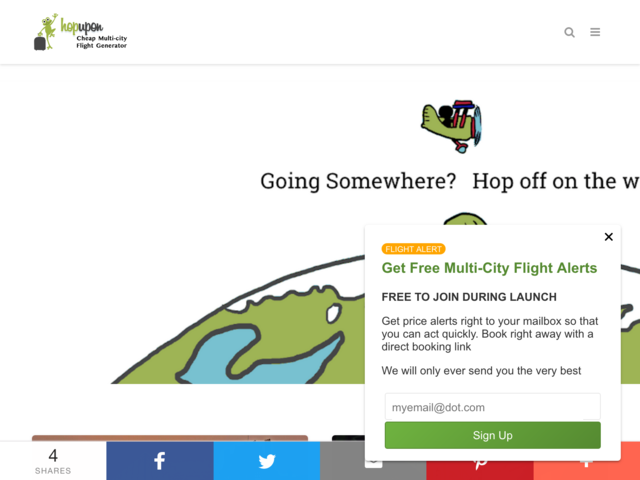 hopupon
Cheap Multi-city
Flight Generator
Going Somewhere? Hop off on the w
FLIGHT ALERT
Get Free Multi-City Flight Alerts
FREE TO JOIN DURING LAUNCH
Get price alerts right to your mailbox so that
you can act quickly. Book right away with a
direct booking link
We will only ever send you the very best
myemail@dot.com
Sign Up
4
SHARES